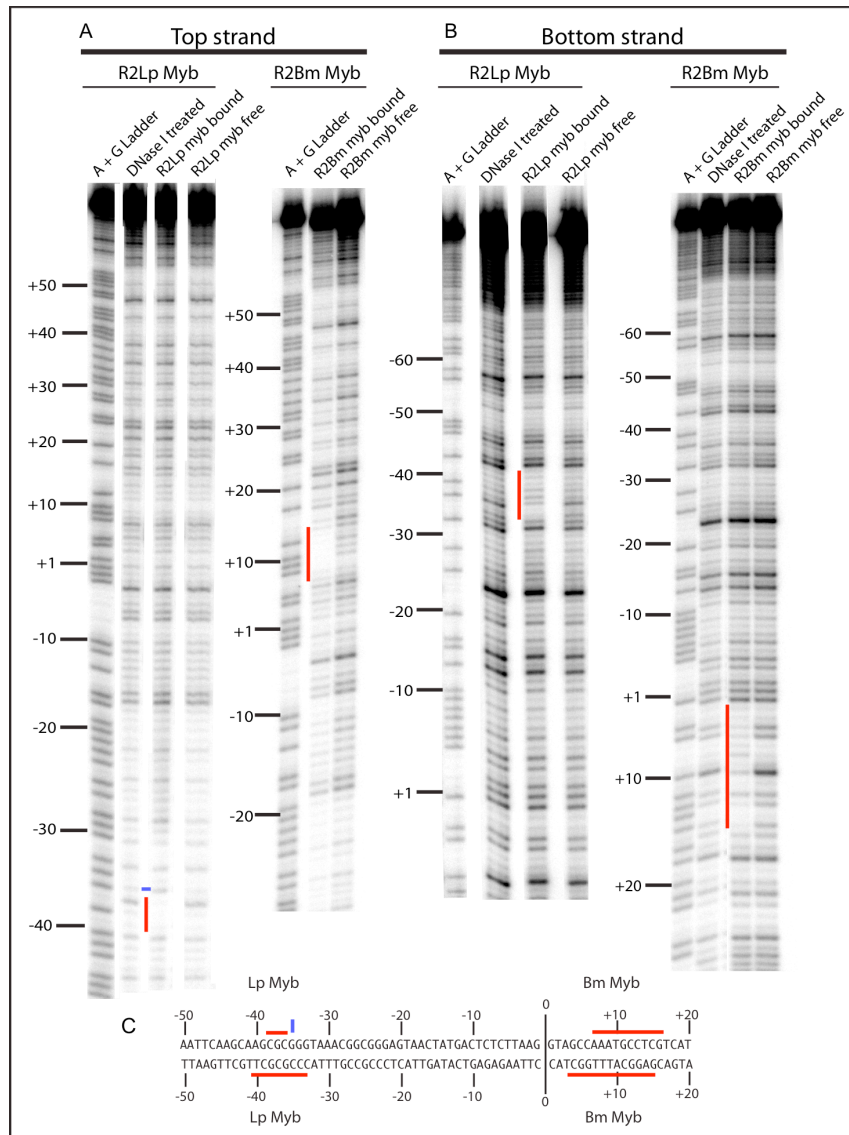 A
Top strand
R2Lp Myb
R2Bm Myb
A + G Ladder
DNase I treated
R2Lp myb bound
R2Lp myb free
A + G Ladder
R2Bm myb bound
R2Bm myb free
+50
+40
+30
+20
+10
+1
-10
-20
-30
-40
+50
+40
+30
+20
+10
+1
-10
-20
B
Bottom strand
R2Lp Myb
R2Bm Myb
A + G Ladder
DNase I treated
R2Lp myb bound
R2Lp myb free
A + G Ladder
DNase I treated
R2Bm myb bound
R2Bm myb free
-60
-50
-40
-30
-20
-10
+1
-60
-50
-40
-30
-20
-10
+1
+10
+20
Lp Myb Bm Myb
C
-50 -40 -30 -20 -10 0 +10 +20
AATTCAAGCAAGCGCGGGTAAACGGCGGGAGTAACTATGACTCTCTTAAG GTAGCCAAATGCCTCGTCAT
TTAAGTTCGTTCGCGCCCATTTGCCGCCCTCATTGATACTGAGAGAATTC CATCGGTTTACGGAGCAGTA
-50 -40 -30 -20 -10 0 +10 +20
Lp Myb Bm Myb